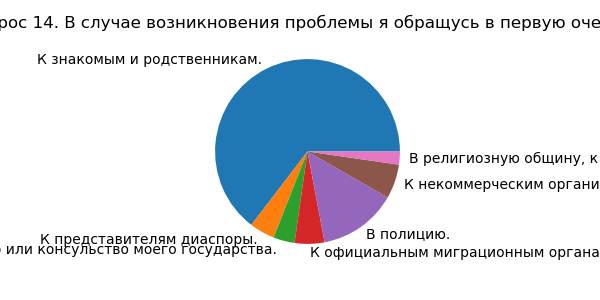 рос 14. В случае возникновения проблемы я обращусь в первую оче
К знакомым и родственникам.
В религиозную общину, к
К некоммерческим органи
В полицию.
К представителям диаспоры.
или консульство моего государства.
К официальным миграционным органа